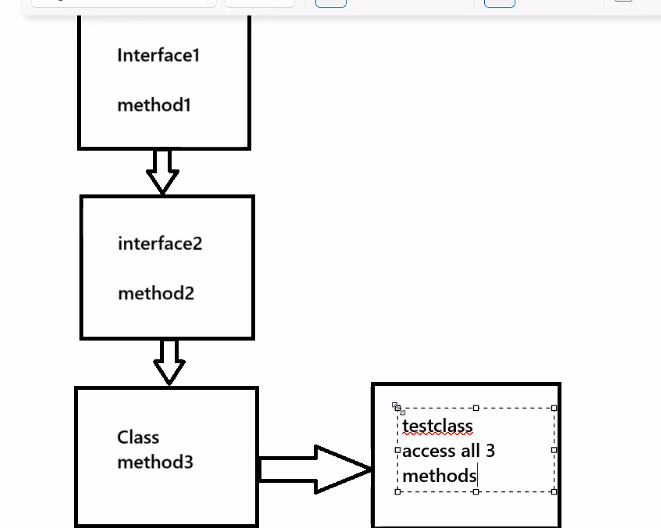 Interface1
method1
interface2
method2
Class
method3
testclass
access all 3
methods